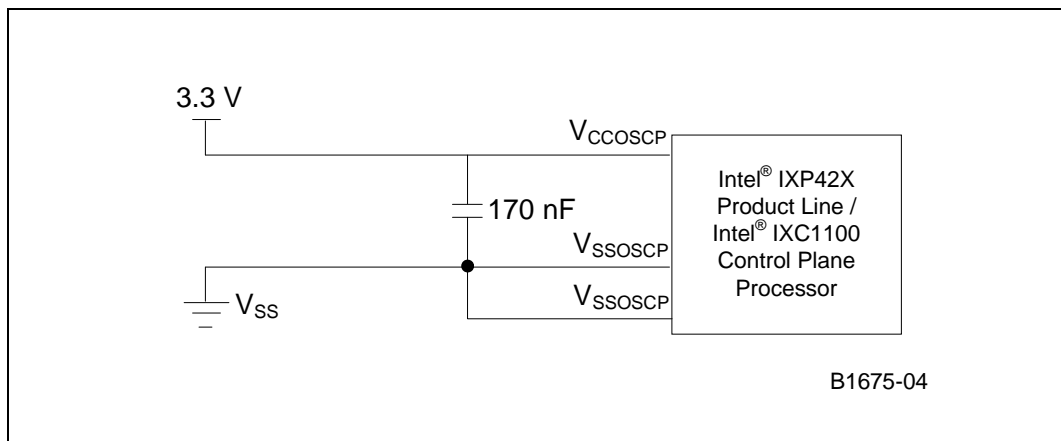 3.3 V
VCCOSCP
Intel® IXP42X
Product Line /
Intel® IXC1100
Control Plane
Processor
170 nF
VSSOSCP
VSS
VSSOSCP
B1675-04